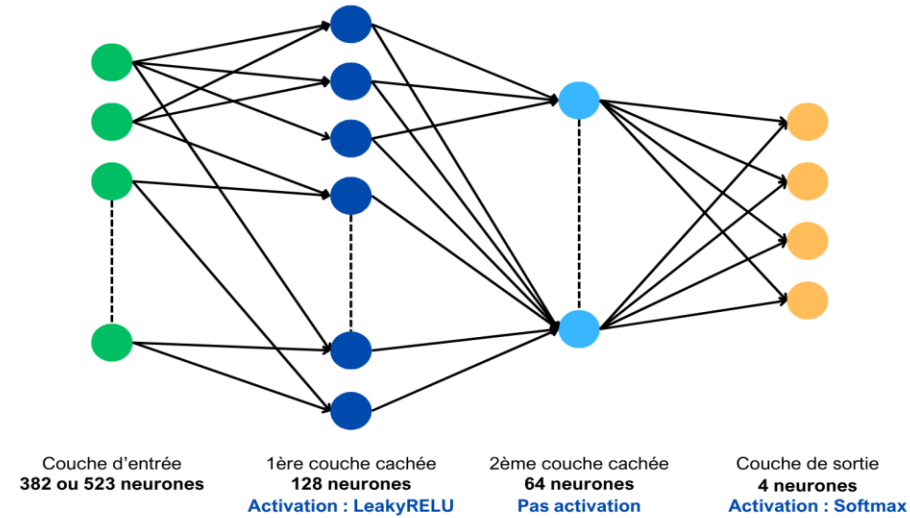 Couche d'entrée
382 ou 523 neurones
1ère couche cachée
128 neurones
Activation : LeakyRELU
2ème couche cachée
64 neurones
Pas activation
Couche de sortie
4 neurones
Activation : Softmax